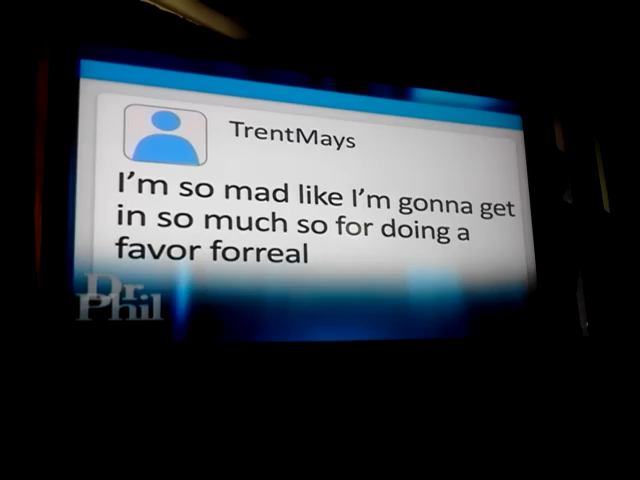 TrentMays
I'm so mad like I'm gonna get
in so much so for doing a
favor forreal
Dr.
Phil